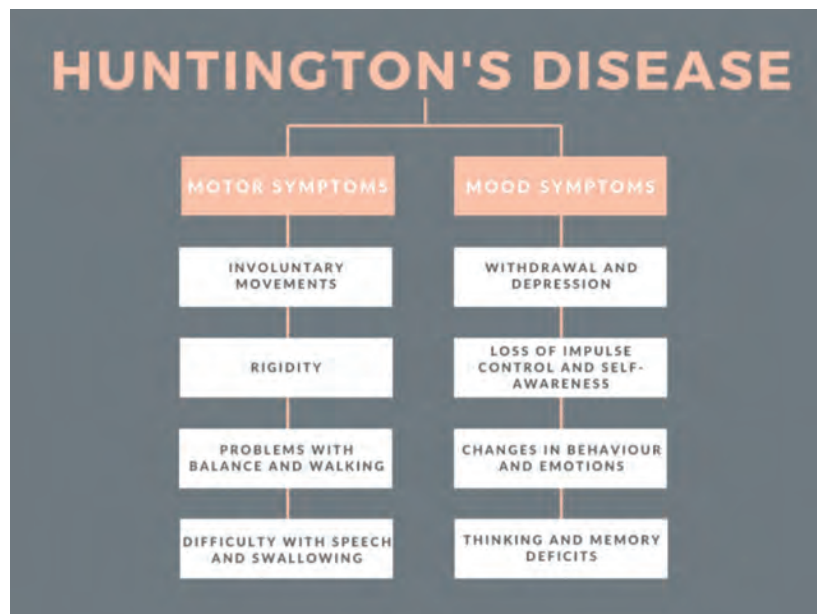 HUNTINGTON'S DISEASE
MOTOR SYMPTOMS
INVOLUNTARY
MOVEMENTS
RIGIDITY
PROBLEMS WITH
BALANCE AND WALKING
DIFFICULTY WITH SPEECH
AND SWALLOWING
MOOD SYMPTOMS
WITHDRAWAL AND
DEPRESSION
LOSS OF IMPULSE
CONTROL AND SELF-
AWARENESS
CHANGES IN BEHAVIOUR
AND EMOTIONS
THINKING AND MEMORY
DEFICITS